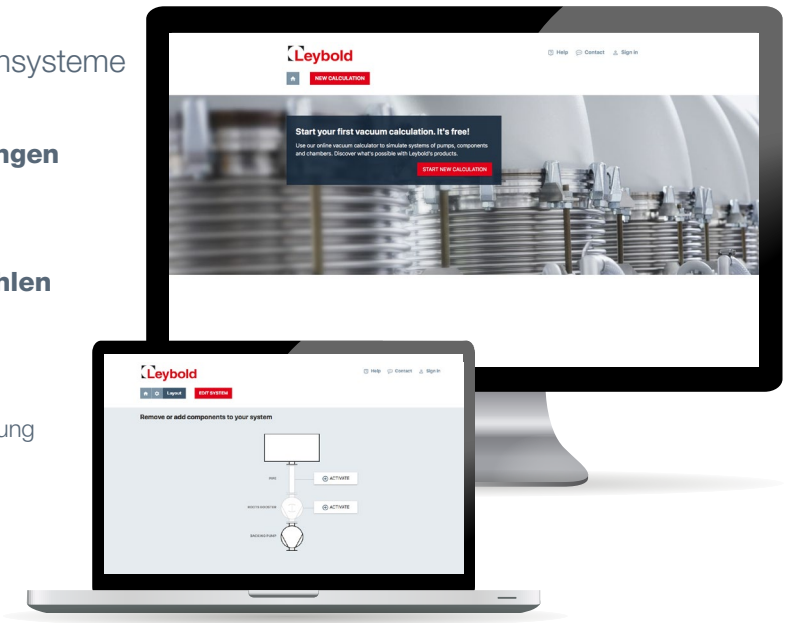 nsysteme
ngen
hlen
ung
Leybold
Help Contact Sign in
NEW CALCULATION
Start your first vacuum calculation. It's free!
Use our online vacuum calculator to simulate systems of pumps, components
and chambers. Discover what's possible with Leybold's products.
START NEW CALCULATION
Leybold
Help Contact Sign in
Layout EDIT SYSTEM
Remove or add components to your system
ACTIVATE
ROOTS BOOSTER ACTIVATE
BACKING PUMP